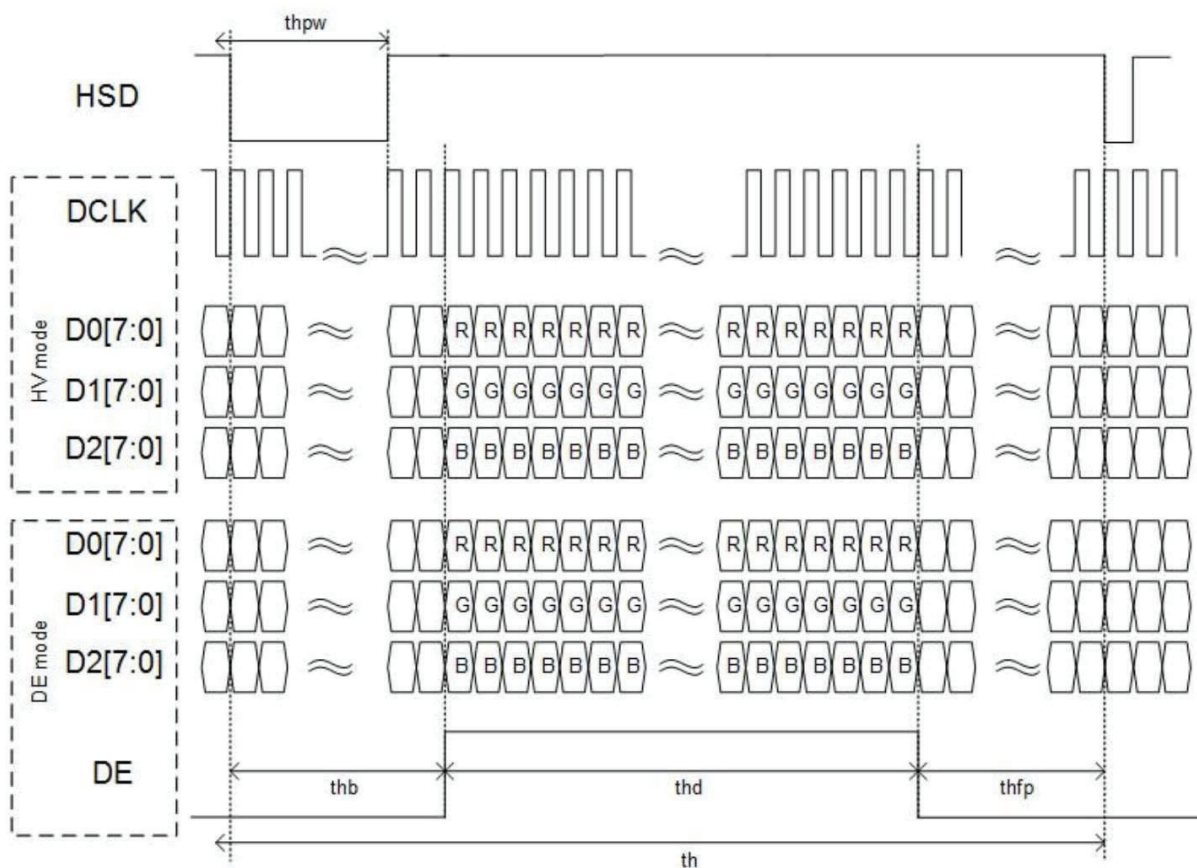 thpw
HSD
DCLK
HV mode
D0[7:0] R R R R R R R R R R R R R R
D1[7:0] G G G G G G G G G G G G G G
D2[7:0] B B B B B B B B B B B B B B
DE mode
D0[7:0] R R R R R R R R R R R R R R
D1[7:0] G G G G G G G G G G G G G G
D2[7:0] B B B B B B B B B B B B B B
DE
thb thd thfp
th